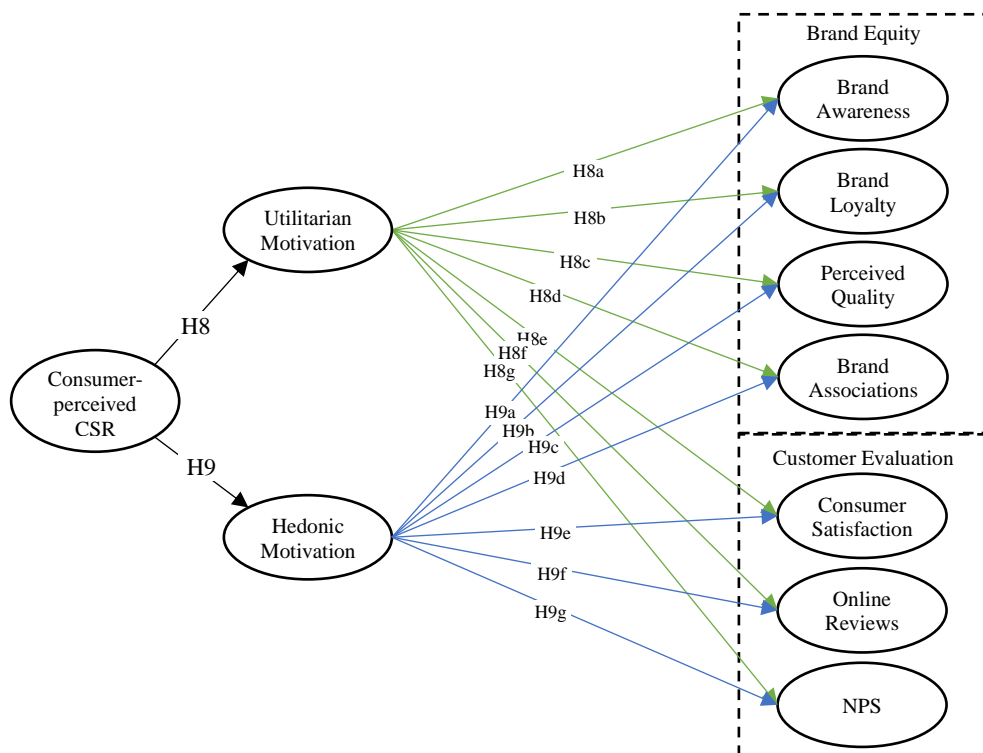 Brand Equity
Brand
Awareness
H8a
Brand
Loyalty
Utilitarian
Motivation
H8b
H8c
Perceived
Quality
H8d
H8
H8e
H8f
H8g
Brand
Associations
Consumer-
perceived
CSR
H9a
H9b
H9c
H9d
H9
Customer Evaluation
Consumer
Satisfaction
Hedonic
Motivation
H9e
H9f
H9g
Online
Reviews
NPS